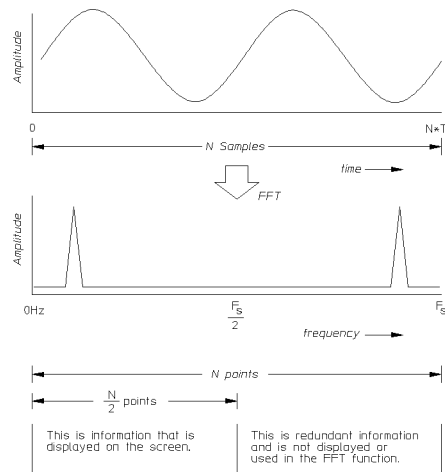 Amplitude
0
N*T
N Samples
time
FFT
Amplitude
0Hz
Fs
2
Fs
frequency
N points
N
2
points
This is information that is
displayed on the screen.
This is redundant information
and is not displayed or
used in the FFT function.